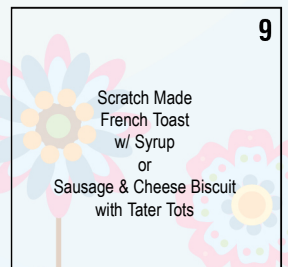 9
Scratch Made
French Toast
w/ Syrup
or
Sausage & Cheese Biscuit
with Tater Tots